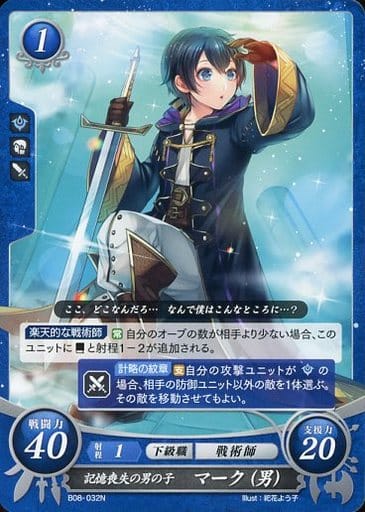 1
ここ、どこなんだろ… なんで僕はこんなところに…?
楽天的な戦術師 常 自分のオーブの数が相手より少ない場合、この
ユニットに と射程1-2が追加される。
計略の紋章 支 自分の攻撃ユニットが の
場合、相手の防御ユニット以外の敵を1体選ぶ。
その敵を移動させてもよい。
戦闘力
40
射程 1
下級職
戦術師
支援力
20
記憶喪失の男の子 マーク(男)
B08-032N
Illust:祀花よう子